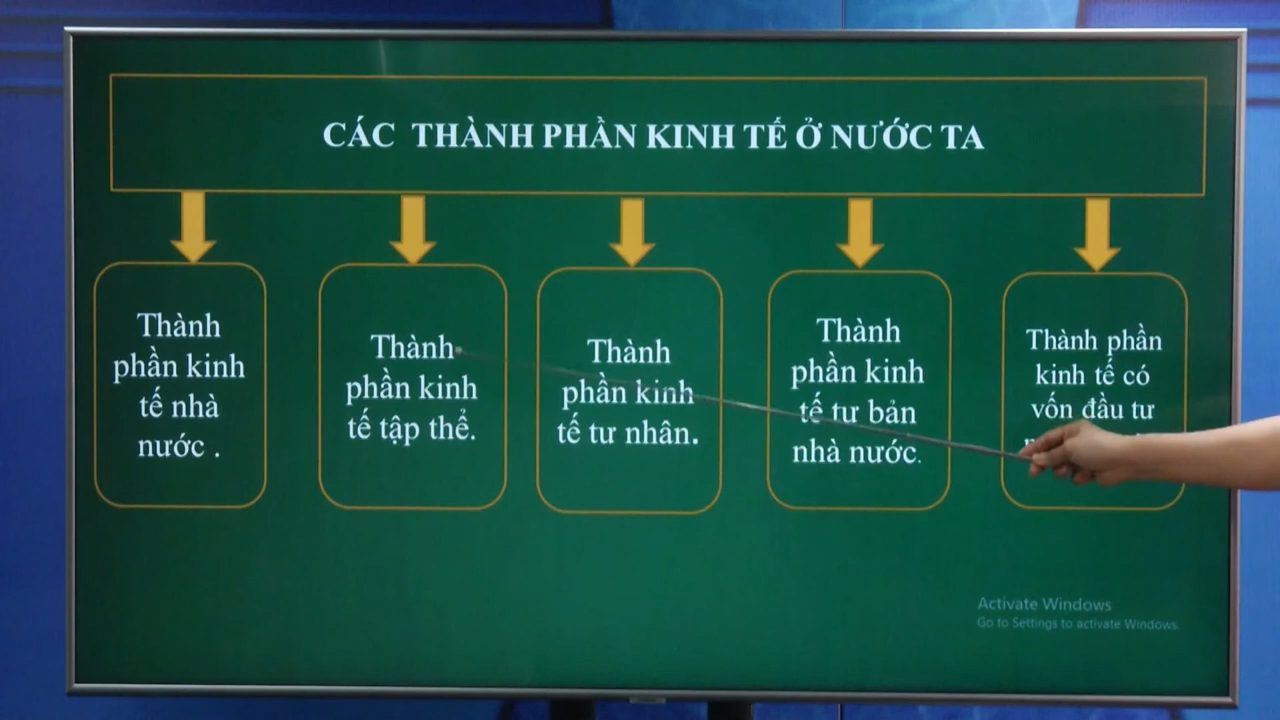 CÁC THÀNH PHẦN KINH TẾ Ở NƯỚC TA
Thành
phần kinh
tế nhà
nước .
Thành
phần kinh
tế tập thể.
Thành
phần kinh
tế tư nhân.
Thành
phần kinh
tế tư bản
nhà nước.
Thành phần
kinh tế có
vốn đầu tư
Activate Windows
Go to Settings to activate Windows.